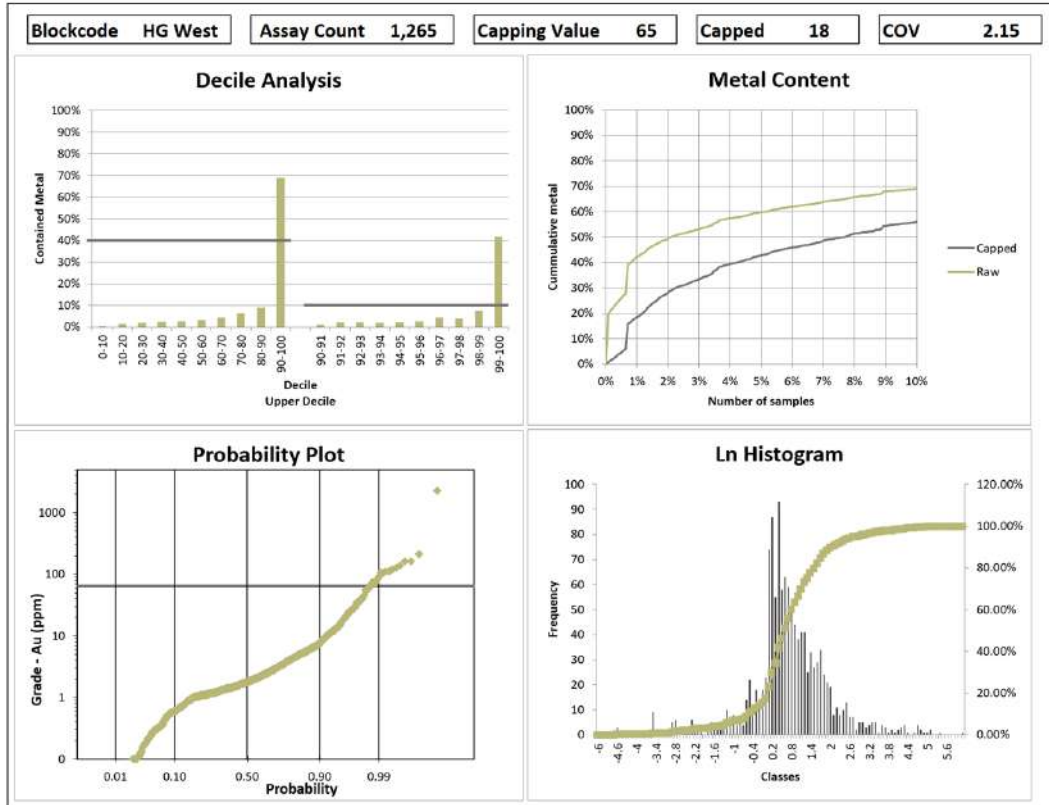 Blockcode HG West Assay Count 1,265 Capping Value 65 Capped 18 COV 2.15
Decile Analysis
100%
90%
80%
70%
60%
50%
40%
30%
20%
10%
0%
Contained Metal
0-10 10-20 20-30 30-40 40-50 50-60 60-70 70-80 80-90 90-100 90-91 91-92 92-93 93-94 94-95 95-96 96-97 97-98 98-99 99-100
Decile
Upper Decile
Metal Content
100%
90%
80%
70%
60%
50%
40%
30%
20%
10%
0%
Cummulative metal
0% 1% 2% 3% 4% 5% 6% 7% 8% 9% 10%
Number of samples
Capped
Raw
Probability Plot
1000
100
10
1
0
Grade - Au (ppm)
0.01 0.10 0.50 0.90 0.99
Probability
Ln Histogram
100
90
80
70
60
50
40
30
20
10
0
Frequency
120.00%
100.00%
80.00%
60.00%
40.00%
20.00%
0.00%
-6 -4.6 -4 -3.4 -2.8 -2.2 -1.6 -1 -0.4 0.2 0.8 1.4 2 2.6 3.2 3.8 4.4 5 5.6
Classes